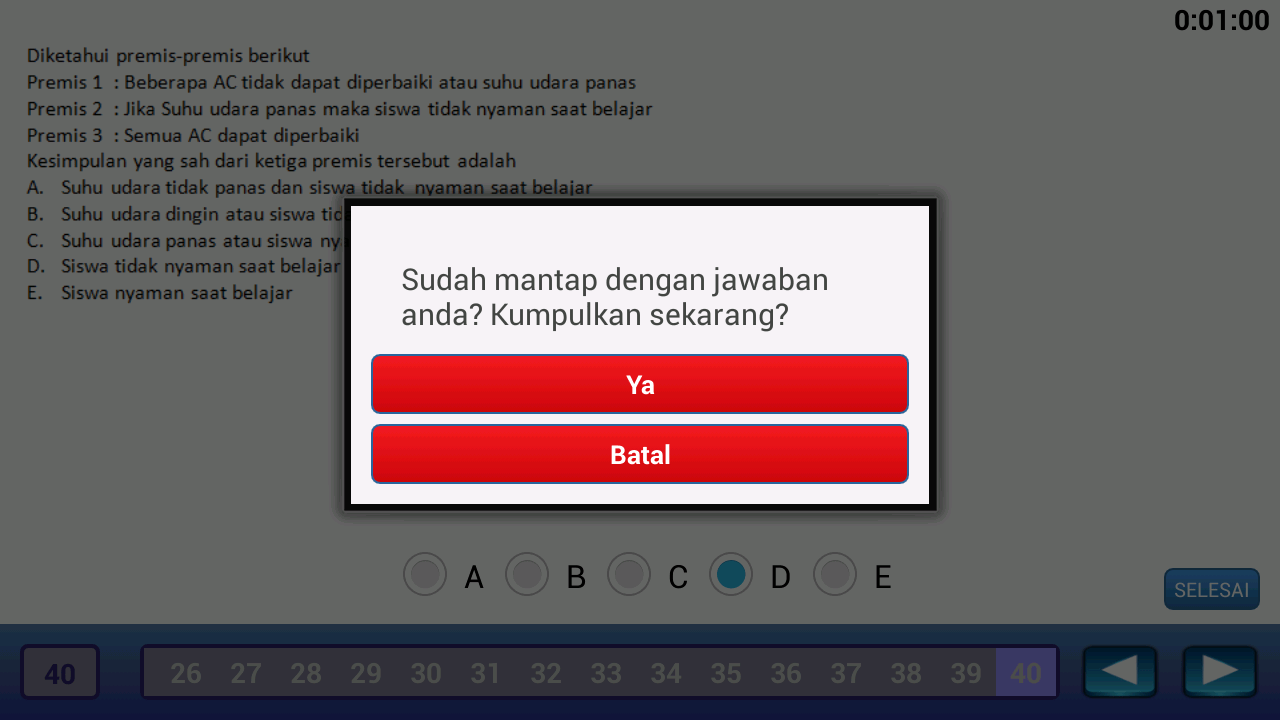 0:01:00
Diketahui premis-premis berikut
Premis 1 : Beberapa AC tidak dapat diperbaiki atau suhu udara panas
Premis 2 : Jika Suhu udara panas maka siswa tidak nyaman saat belajar
Premis 3 : Semua AC dapat diperbaiki
Kesimpulan yang sah dari ketiga premis tersebut adalah
A. Suhu udara tidak panas dan siswa tidak nyaman saat belajar
B. Suhu udara dingin atau siswa
C. Suhu udara panas atau siswa
D. Siswa tidak nyaman saat belajar
E. Siswa nyaman saat belajar
Sudah mantap dengan jawaban
anda? Kumpulkan sekarang?
Ya
Batal
A B C D E
SELESAI
40 26 27 28 29 30 31 32 33 34 35 36 37 38 39 40